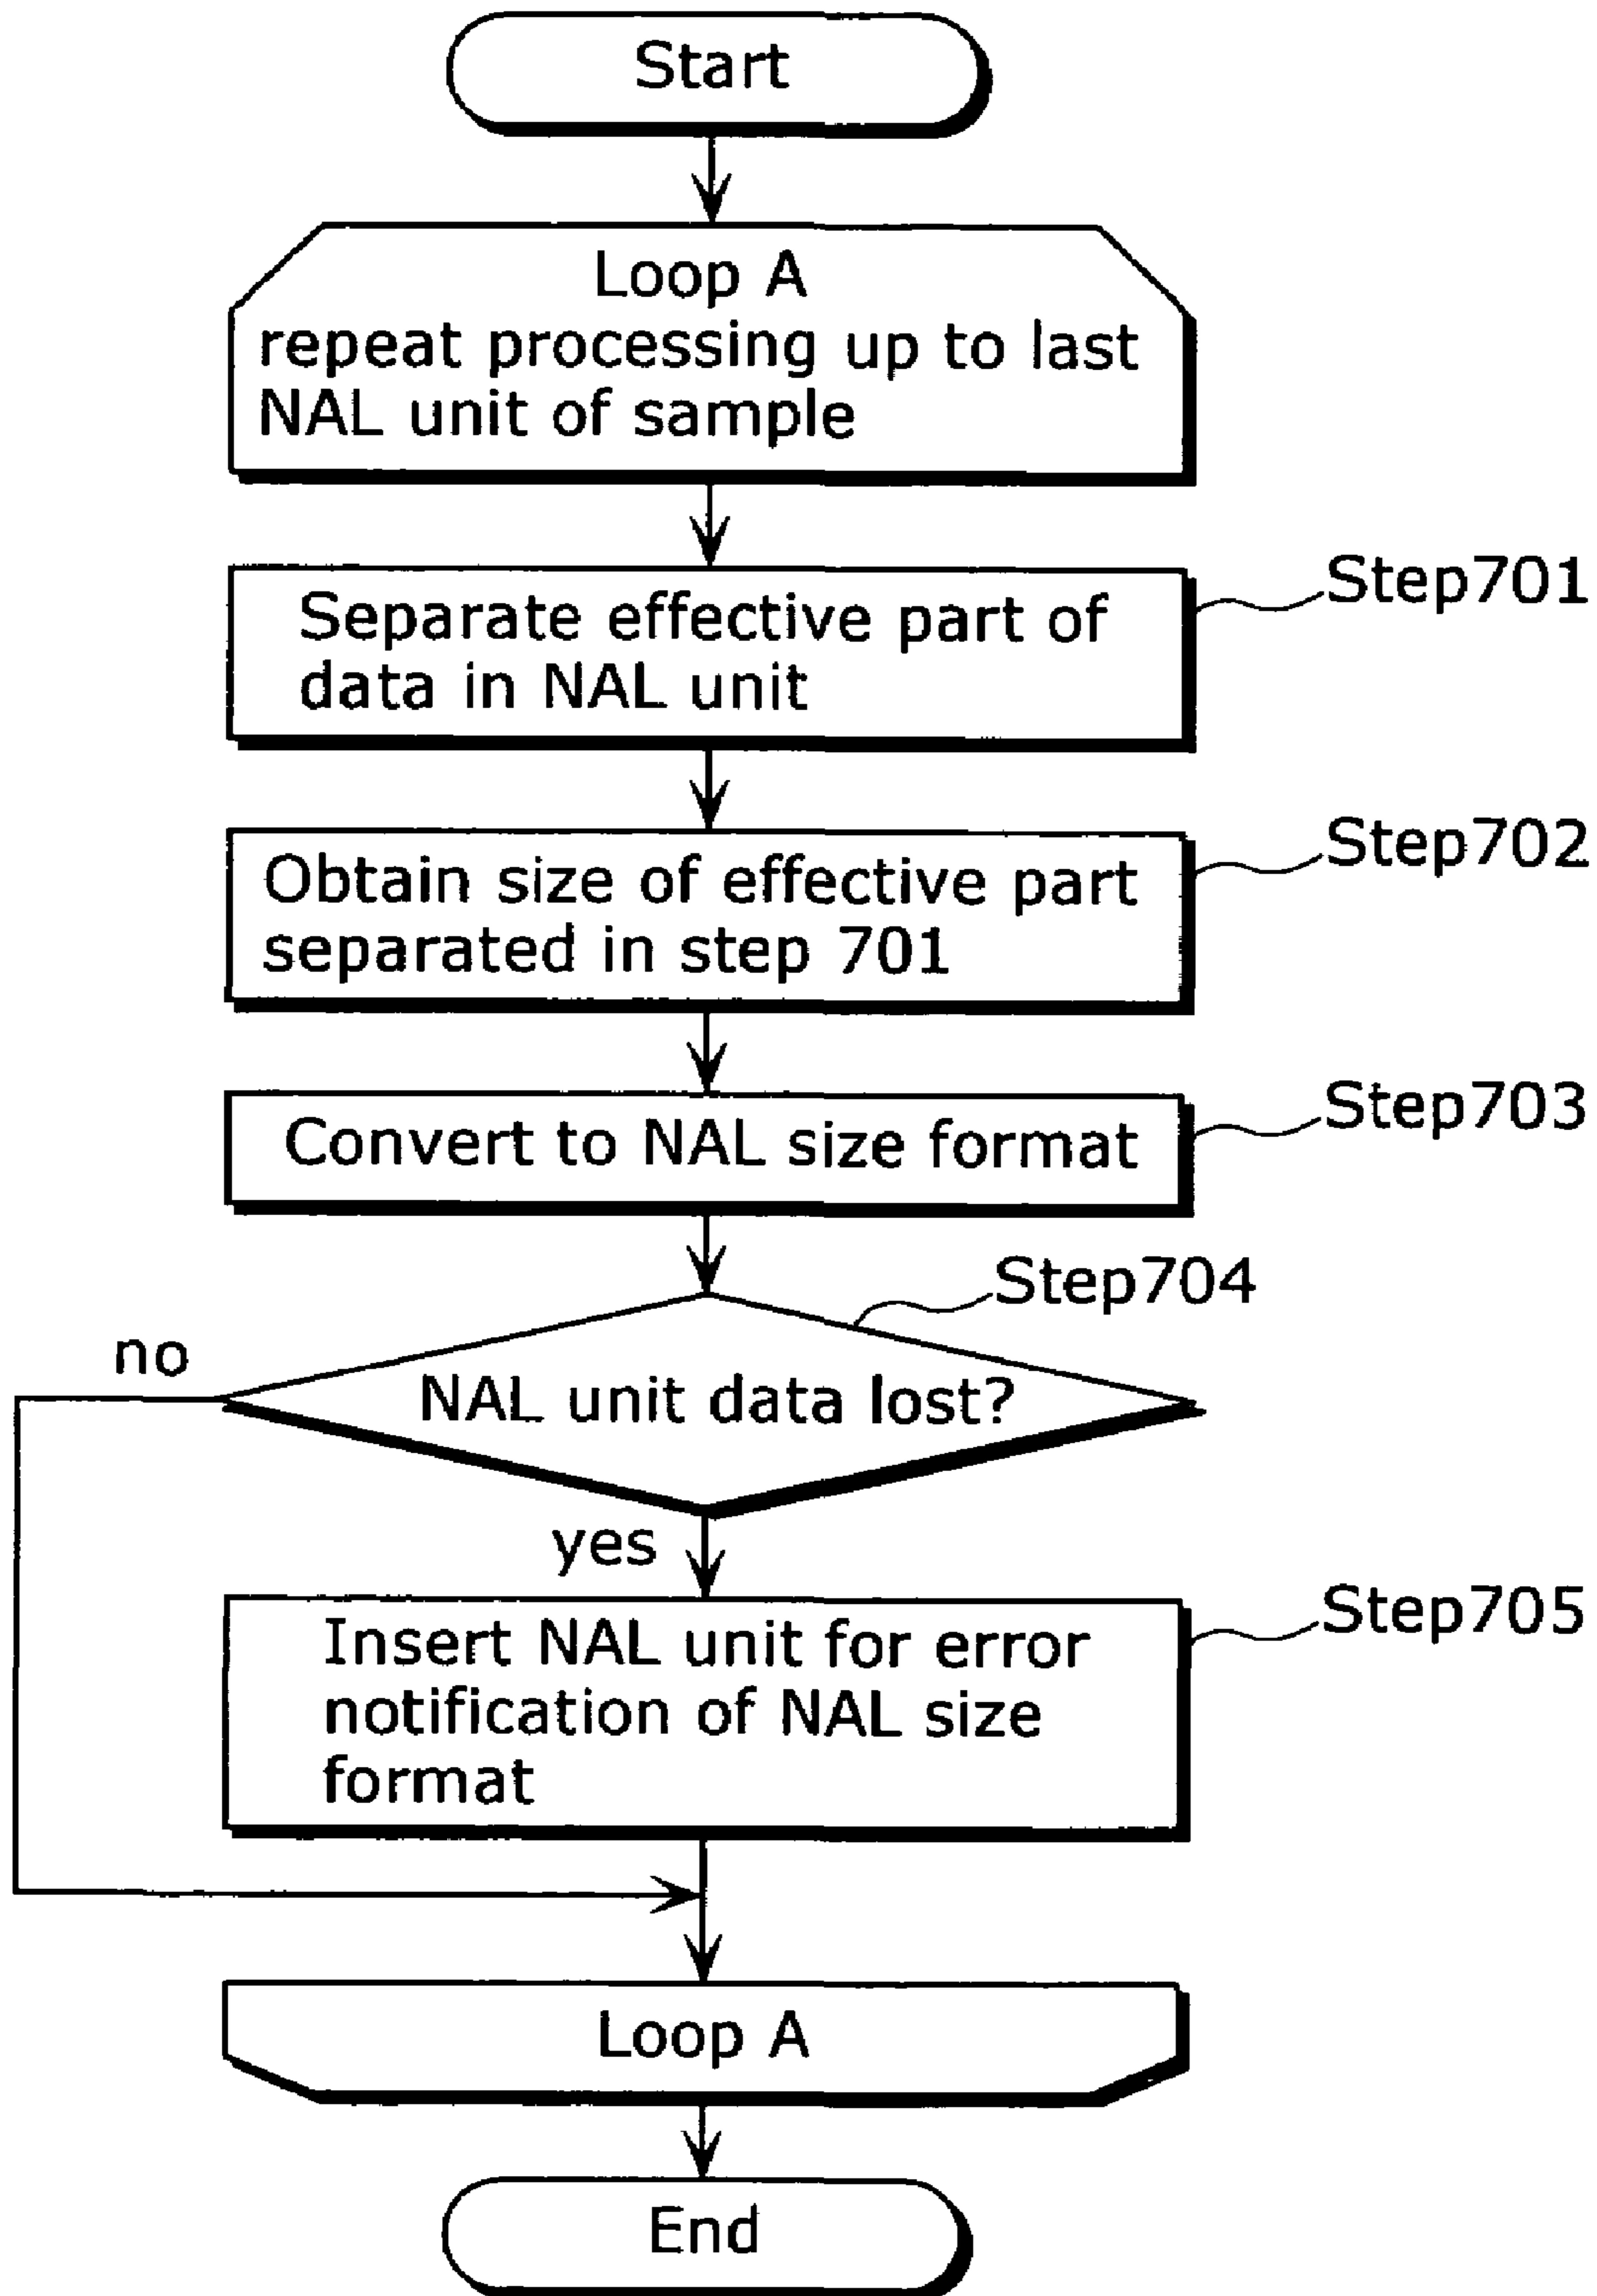 Start
Loop A
repeat processing up to last
NAL unit of sample
Step701
Separate effective part of
data in NAL unit
Step702
Obtain size of effective part
separated in step 701
Step703
Convert to NAL size format
Step704
no
NAL unit data lost?
yes
Step705
Insert NAL unit for error
notification of NAL size
format
Loop A
End